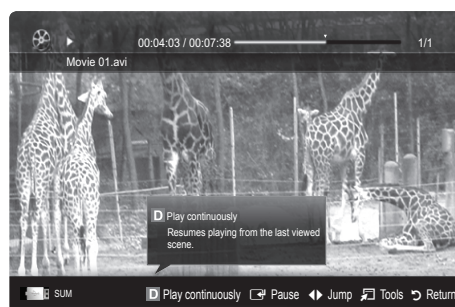 00:04:03 / 00:07:38 1/1
Movie 01.avi
D Play continuously
Resumes playing from the last viewed
scene.
SUM D Play continuously Pause Jump Tools Return